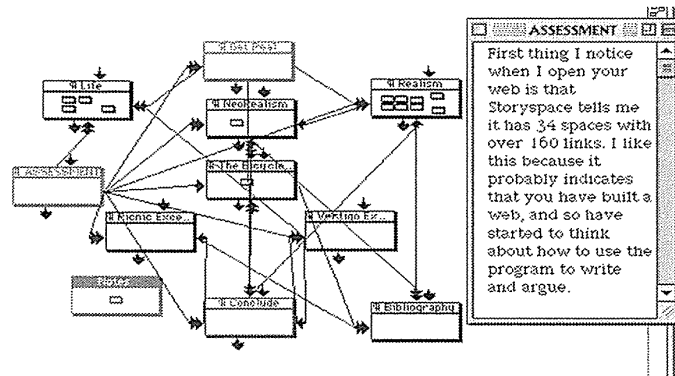 ASSESSMENT
First thing I notice
when I open your
web is that
Storyspace tells me
it has 34 spaces with
over 160 links. I like
this because it
probably indicates
that you have built a
web, and so have
started to think
about how to use the
program to write
and argue.
Life
NeoRealism
Realism
ASSESSMENT
The Bicycle...
Picnic Exce...
Vertigo Ex...
Conclude
Bibliography